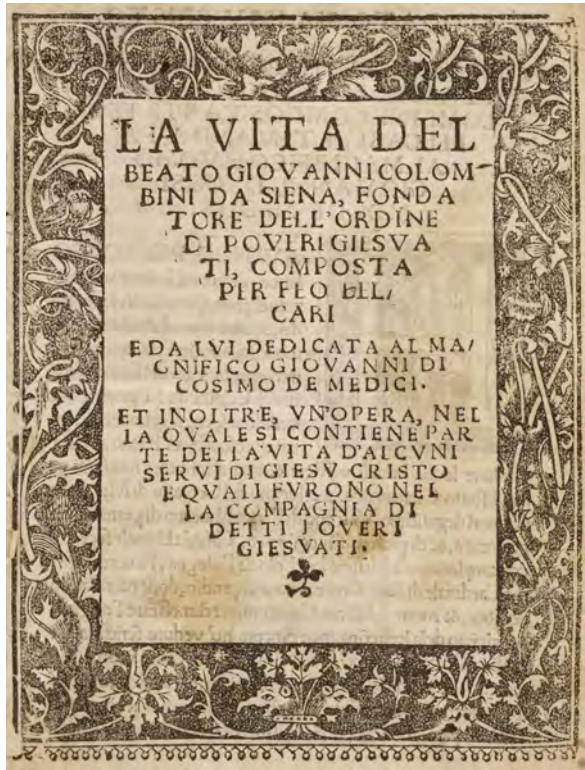 LA VITA DEL
BEATO GIOVANNI COLOM-
BINI DA SIENA, FONDA
TORE DELL'ORDINE
DI POVERI GIESVA
TI, COMPOSTA
PER FEO BEL/
CARI
E DA LVI DEDICATA AL MA/
GNIFICO GIOVANNI DI
COSIMO DE MEDICI.
ET INOLTRE, VN'OPERA, NEL
LA QVALE SI CONTIENE PAR
TE DELLA VITA D'ALCVNI
SERVI DI GIESV CRISTO
E QVALI FVRONO NEL
LA COMPAGNIA DI
DETTI POVERI
GIESVATI.